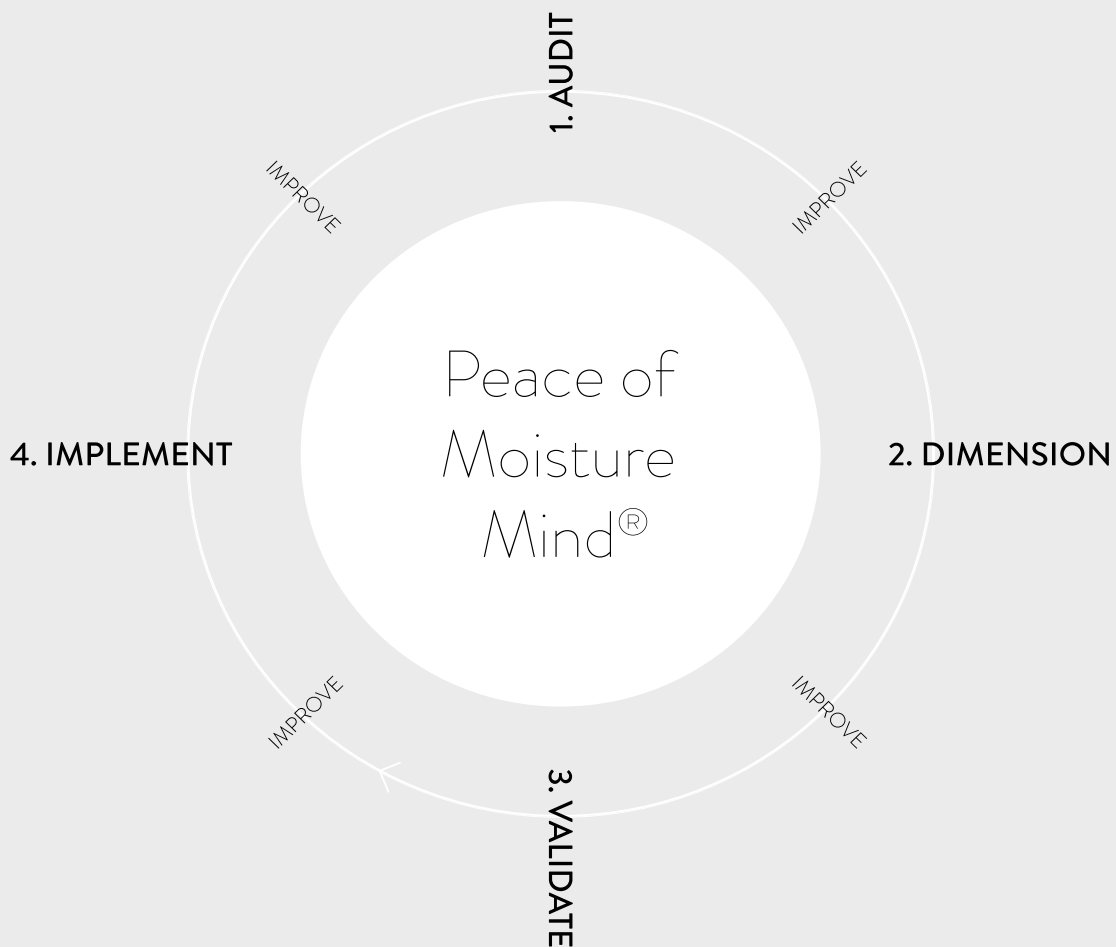 1. AUDIT
IMPROVE
IMPROVE
Peace of
Moisture
Mind®
4. IMPLEMENT
2. DIMENSION
IMPROVE
IMPROVE
3. VALIDATE